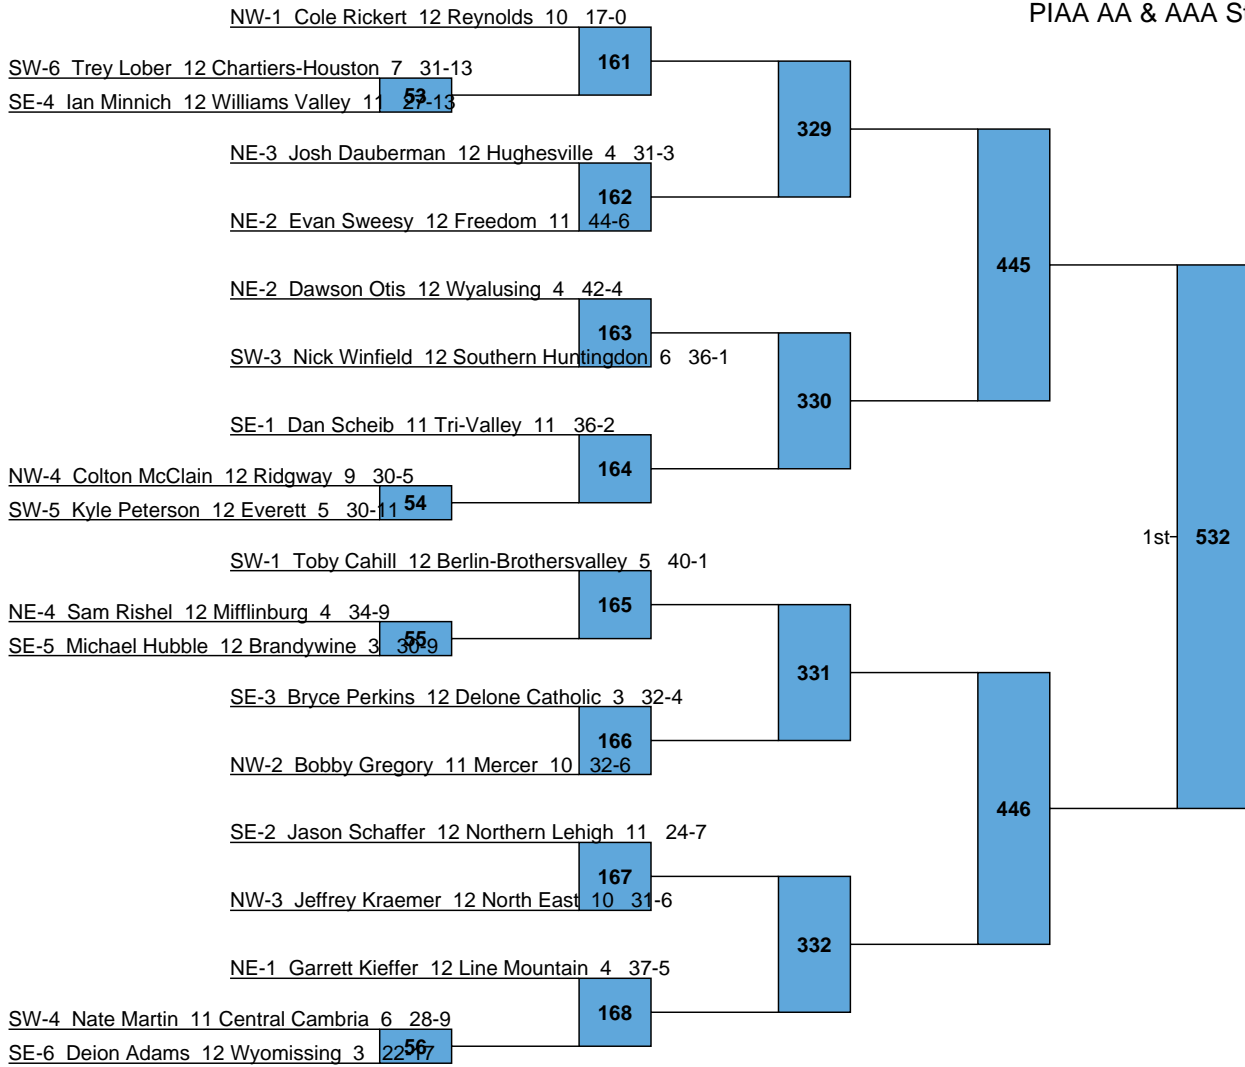 PIAA AA & AAA S
NW-1 Cole Rickert 12 Reynolds 10 17-0
161
SW-6 Trey Lober 12 Chartiers-Houston 7 31-13
53
SE-4 Ian Minnich 12 Williams Valley 11 27-13
329
NE-3 Josh Dauberman 12 Hughesville 4 31-3
162
NE-2 Evan Sweesy 12 Freedom 11 44-6
445
NE-2 Dawson Otis 12 Wyalusing 4 42-4
163
SW-3 Nick Winfield 12 Southern Huntingdon 6 36-1
330
SE-1 Dan Scheib 11 Tri-Valley 11 36-2
164
NW-4 Colton McClain 12 Ridgway 9 30-5
54
SW-5 Kyle Peterson 12 Everett 5 30-11
1st 532
SW-1 Toby Cahill 12 Berlin-Brothersvalley 5 40-1
165
NE-4 Sam Rishel 12 Mifflinburg 4 34-9
55
SE-5 Michael Hubble 12 Brandywine 3 30-9
331
SE-3 Bryce Perkins 12 Delone Catholic 3 32-4
166
NW-2 Bobby Gregory 11 Mercer 10 32-6
446
SE-2 Jason Schaffer 12 Northern Lehigh 11 24-7
167
NW-3 Jeffrey Kraemer 12 North East 10 31-6
332
NE-1 Garrett Kieffer 12 Line Mountain 4 37-5
168
SW-4 Nate Martin 11 Central Cambria 6 28-9
56
SE-6 Deion Adams 12 Wyomissing 3 22-17